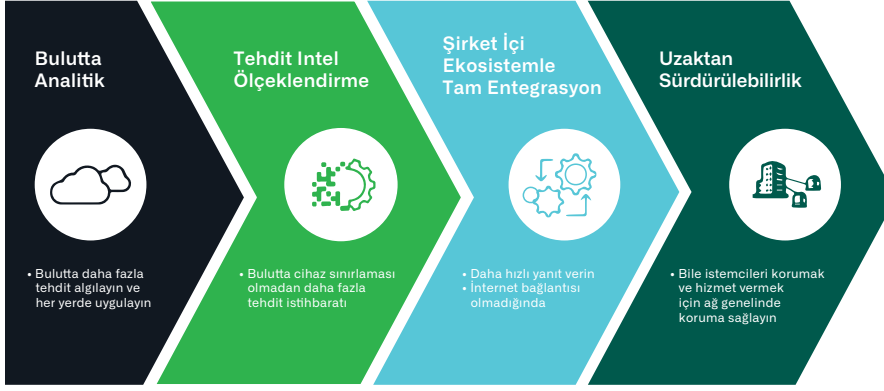 Bulutta
Analitik
• Bulutta daha fazla
tehdit algılayın ve
her yerde uygulayın
Tehdit Intel
Ölçeklendirme
• Bulutta cihaz sınırlaması
olmadan daha fazla
tehdit istihbaratı
Şirket İçi
Ekosistemle
Tam Entegrasyon
• Daha hızlı yanıt verin
• İnternet bağlantısı
olmadığında
Uzaktan
Sürdürülebilirlik
• Bile istemcileri korumak
ve hizmet vermek
için ağ genelinde
koruma sağlayın